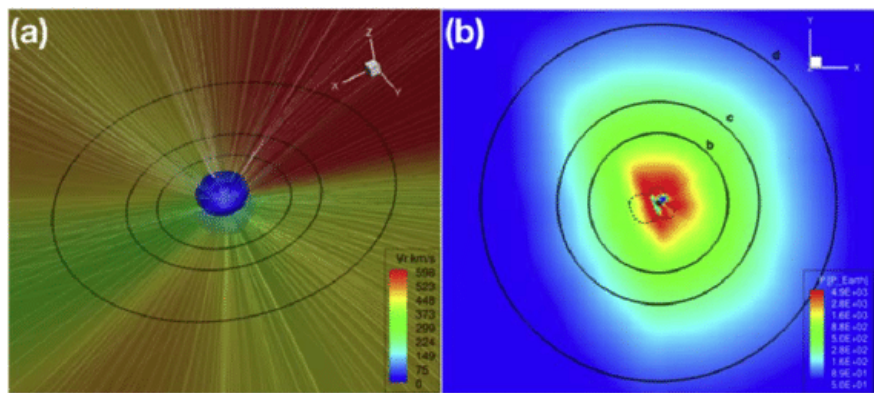 (a)
Z
X
Y
Vr km/s
598
523
448
373
299
224
149
75
0
(b)
Y
Z
X
d
c
b
P [P_Earth]
4.9E+03
2.8E+03
1.6E+03
8.8E+02
5.0E+02
2.8E+02
1.6E+02
8.9E+01
5.0E+01